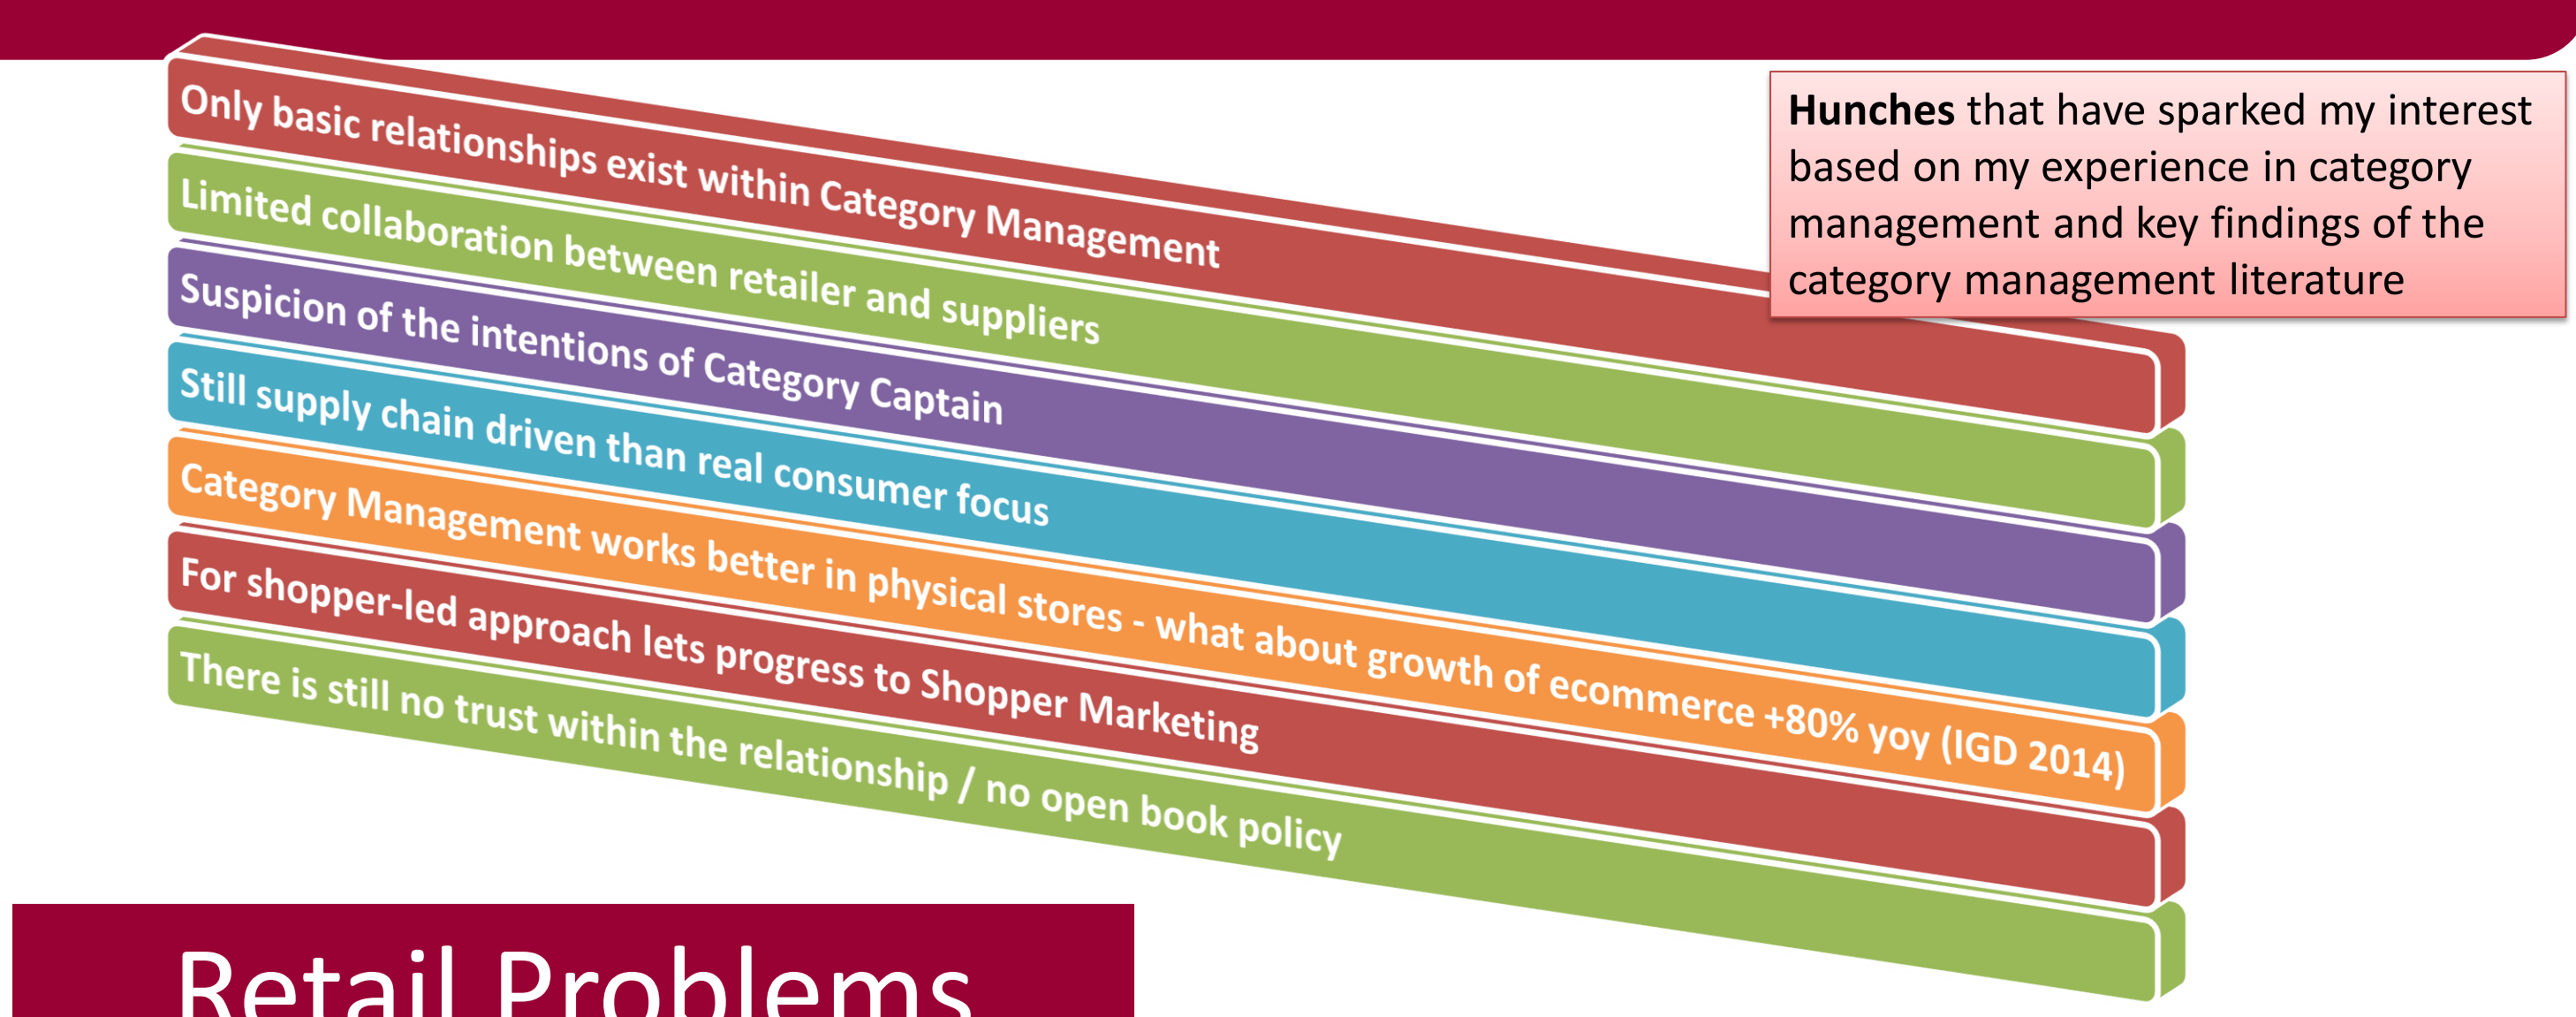 Only basic relationships exist within Category Management
Limited collaboration between retailer and suppliers
Suspicion of the intentions of Category Captain
Still supply chain driven than real consumer focus
Category Management works better in physical stores - what about growth of ecommerce +80% yoy (IGD 2014)
For shopper-led approach lets progress to Shopper Marketing
There is still no trust within the relationship / no open book policy
Hunches that have sparked my interest
based on my experience in category
management and key findings of the
category management literature
Retail Problems